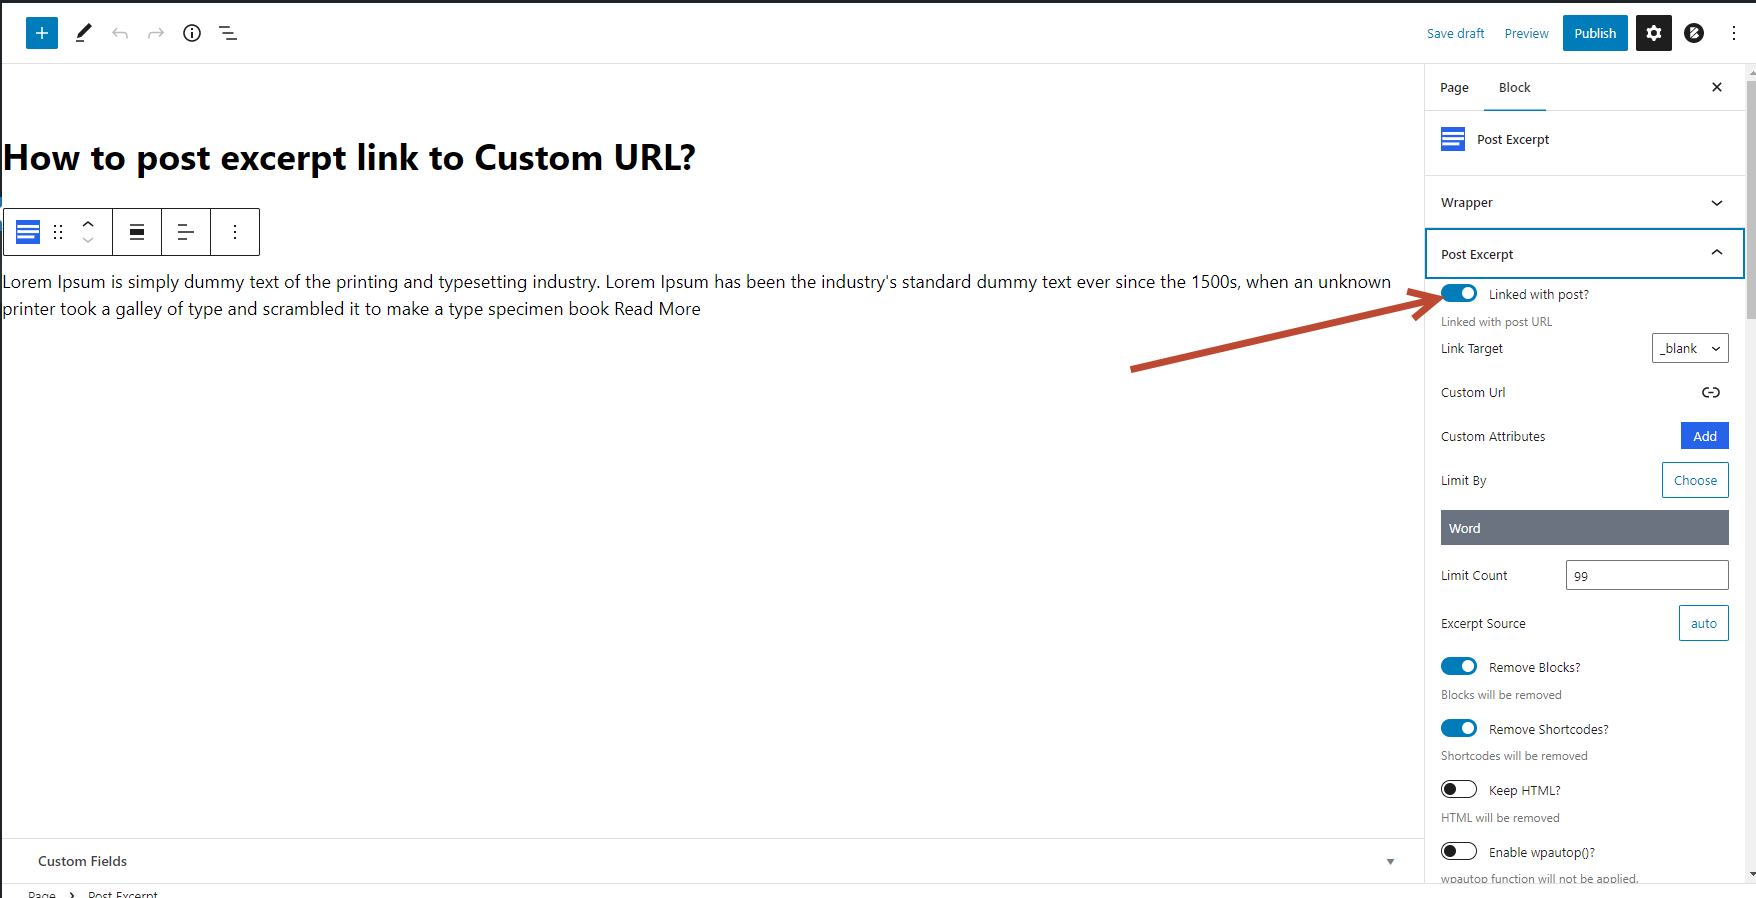 Save draft Preview Publish
Page Block
Post Excerpt
How to post excerpt link to Custom URL?
Wrapper
Post Excerpt
Lorem Ipsum is simply dummy text of the printing and typesetting industry. Lorem Ipsum has been the industry's standard dummy text ever since the 1500s, when an unknown
printer took a galley of type and scrambled it to make a type specimen book Read More
Linked with post?
Linked with post URL
Link Target _blank
Custom Url
Custom Attributes Add
Limit By Choose
Word
Limit Count 99
Excerpt Source auto
Remove Blocks?
Blocks will be removed
Remove Shortcodes?
Shortcodes will be removed
Keep HTML?
HTML will be removed
Enable wpautop()?
wpautop function will not be applied.
Custom Fields
Page > Post Excerpt